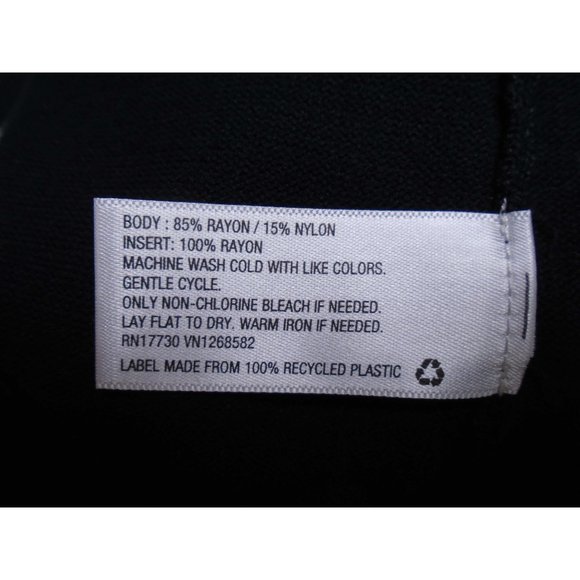 BODY : 85% RAYON / 15% NYLON
INSERT: 100% RAYON
MACHINE WASH COLD WITH LIKE COLORS.
GENTLE CYCLE.
ONLY NON-CHLORINE BLEACH IF NEEDED.
LAY FLAT TO DRY. WARM IRON IF NEEDED.
RN17730 VN1268582
LABEL MADE FROM 100% RECYCLED PLASTIC